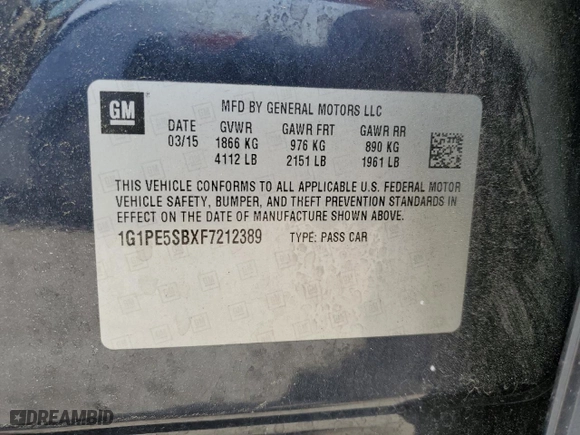 GM
MFD BY GENERAL MOTORS LLC
DATE GVWR GAWR FRT GAWR RR
03/15 1866 KG 976 KG 890 KG
4112 LB 2151 LB 1961 LB
THIS VEHICLE CONFORMS TO ALL APPLICABLE U.S. FEDERAL MOTOR
VEHICLE SAFETY, BUMPER, AND THEFT PREVENTION STANDARDS IN
EFFECT ON THE DATE OF MANUFACTURE SHOWN ABOVE.
1G1PE5SBXF7212389 TYPE: PASS CAR
DREAMBID